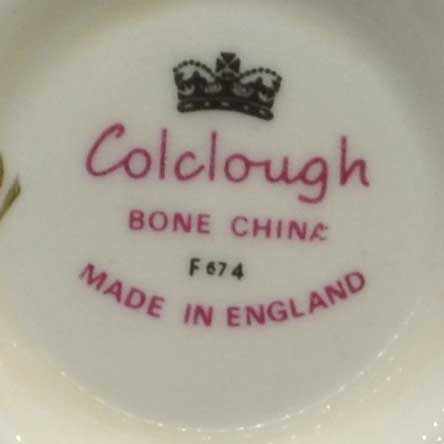 Colclough
BONE CHINA
F674
MADE IN ENGLAND